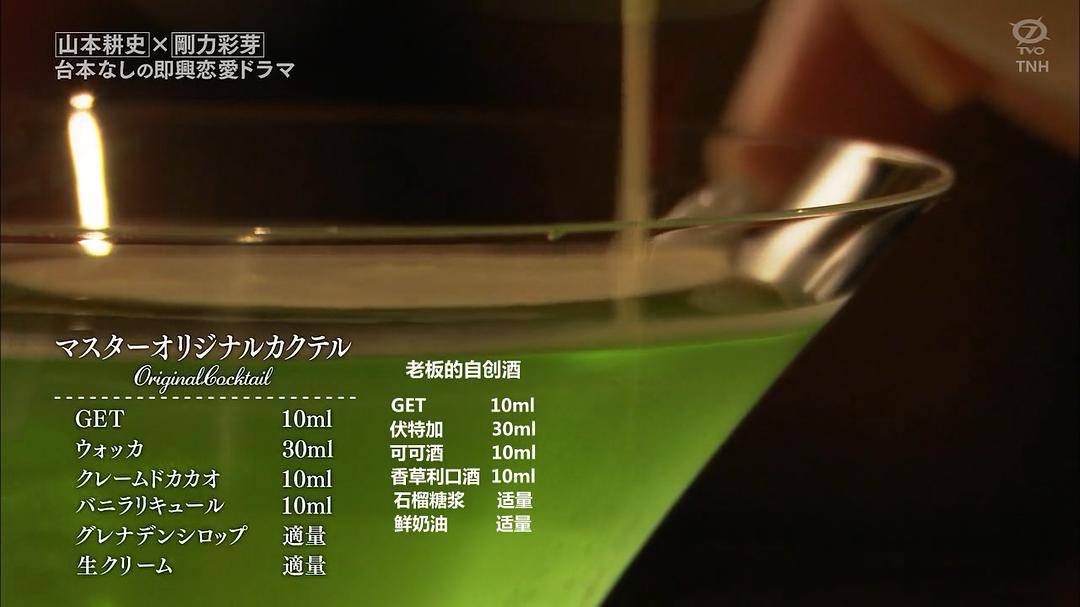 山本耕史×剛力彩芽
台本なしの即興恋愛ドラマ
7
TVO
TNH
マスターオリジナルカクテル
OriginalCocktail
GET 10ml
ウォッカ 30ml
クレームドカカオ 10ml
バニラリキュール 10ml
グレナデンシロップ 適量
生クリーム 適量
老板的自创酒
GET 10ml
伏特加 30ml
可可酒 10ml
香草利口酒 10ml
石榴糖浆 适量
鲜奶油 适量